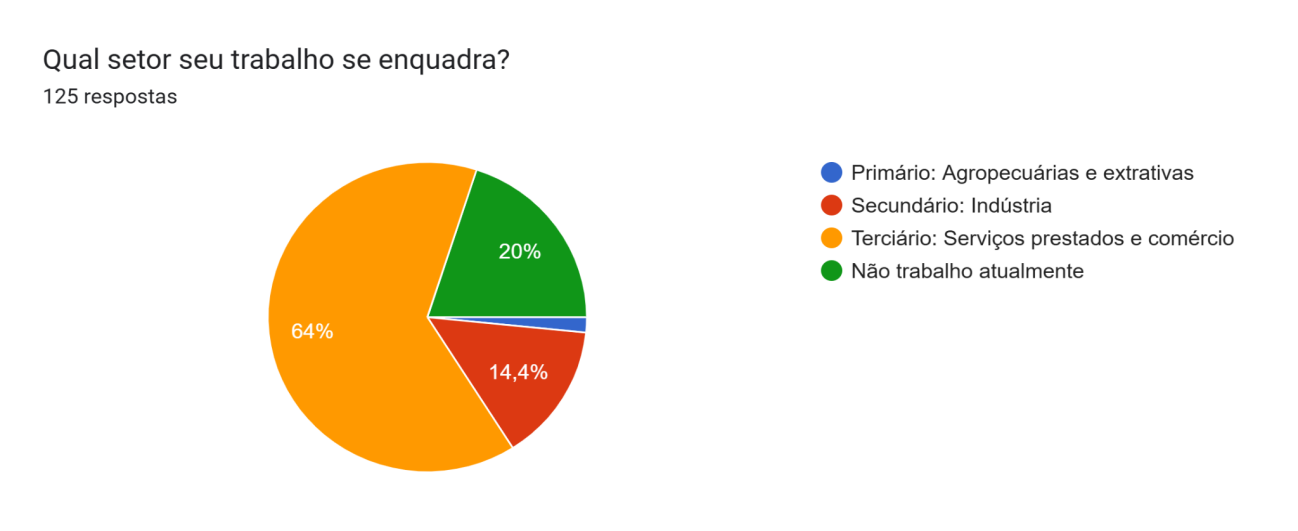 Qual setor seu trabalho se enquadra?
125 respostas
20%
64%
14,4%
Primário: Agropecuárias e extrativas
Secundário: Indústria
Terciário: Serviços prestados e comércio
Não trabalho atualmente